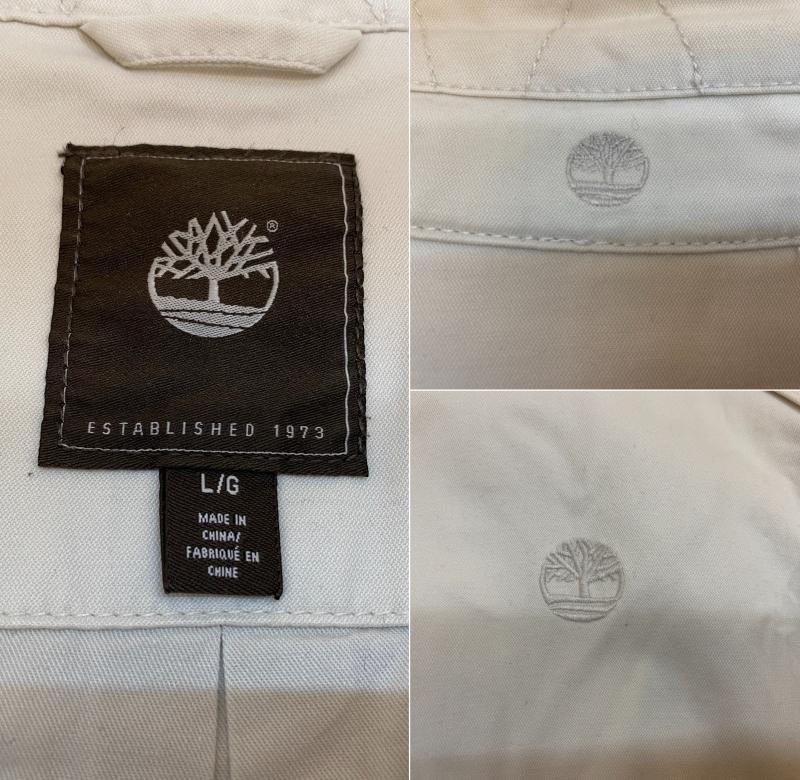 ®
ESTABLISHED 1973
L/G
MADE IN
CHINA/
FABRIQUÉ EN
CHINE